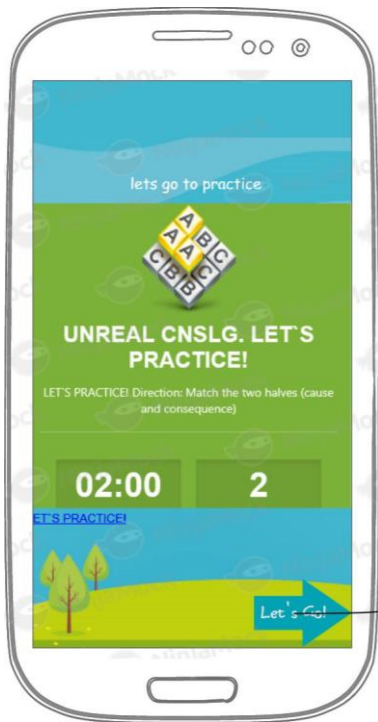 lets go to practice
A
A B
A A C
C A B
C B C
B
UNREAL CNSLG. LET`S
PRACTICE!
LET'S PRACTICE! Direction: Match the two halves (cause
and consequence)
02:00 2
ET'S PRACTICE!
Let's Go!